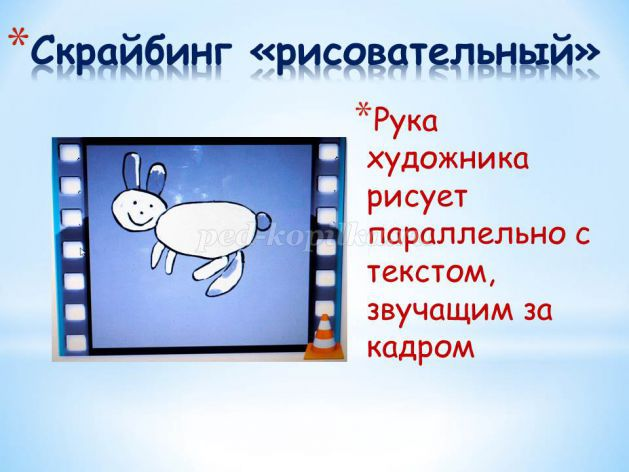 *Скрайбинг «рисовательный»
*Рука
художника
рисует
параллельно с
текстом,
звучащим за
кадром